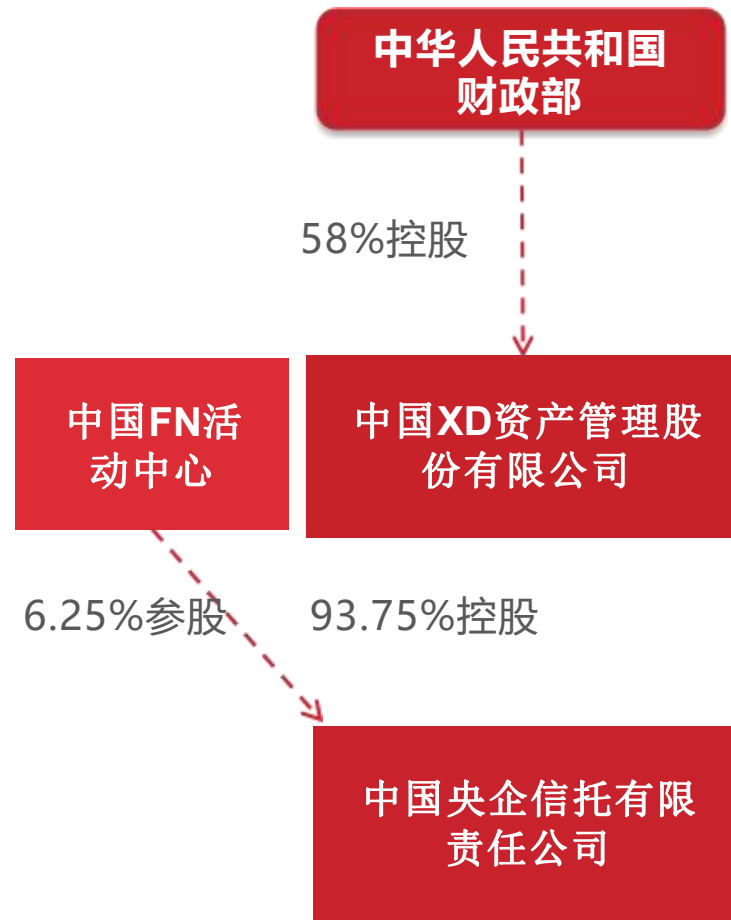 中华人民共和国
财政部
58%控股
中国FN活
动中心
中国XD资产管理股
份有限公司
6.25%参股
93.75%控股
中国央企信托有限
责任公司